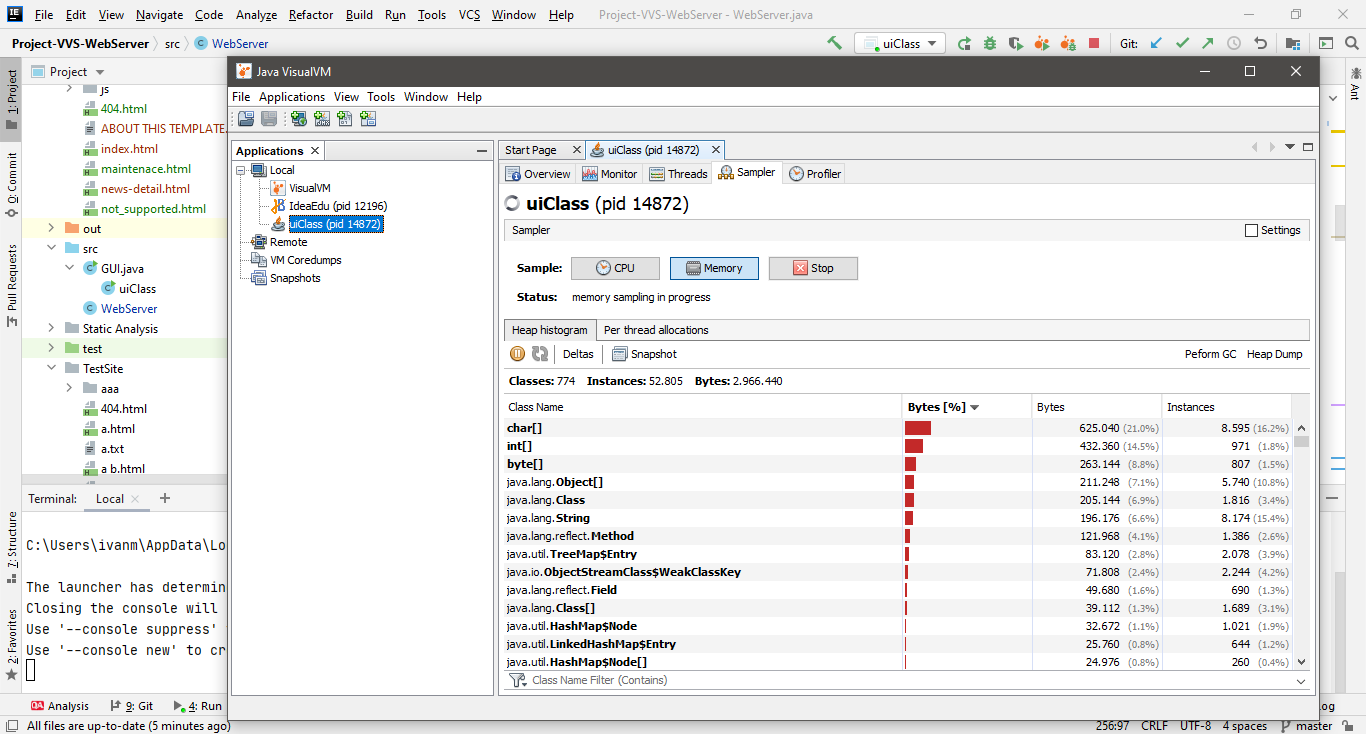 File Edit View Navigate Code Analyze Refactor Build Run Tools VCS Window Help Project-VVS-WebServer - WebServer.java
Project-VVS-WebServer src WebServer uiClass Git:
1: Project
0: Commit
Pull Requests
7: Structure
2: Favorites
Project
js
404.html
ABOUT THIS TEMPLATE.
index.html
maintenace.html
news-detail.html
not_supported.html
out
src
GUI.java
uiClass
WebServer
Static Analysis
test
TestSite
aaa
404.html
a.html
a.txt
a b.html
Terminal: Local
C:\Users\ivanm\AppData\Lo
The launcher has determin
Closing the console will
Use '--console suppress'
Use '--console new' to cr
Java VisualVM
File Applications View Tools Window Help
Applications
Local
VisualVM
IdeaEdu (pid 12196)
uiClass (pid 14872)
Remote
VM Coredumps
Snapshots
Start Page uiClass (pid 14872)
Overview Monitor Threads Sampler Profiler
uiClass (pid 14872)
Sampler Settings
Sample: CPU Memory Stop
Status: memory sampling in progress
Heap histogram Per thread allocations
Deltas Snapshot Peform GC Heap Dump
Classes: 774 Instances: 52.805 Bytes: 2.966.440
Class Name Bytes [%] Bytes Instances
char[] 625.040 (21.0%) 8.595 (16.2%)
int[] 432.360 (14.5%) 971 (1.8%)
byte[] 263.144 (8.8%) 807 (1.5%)
java.lang.Object[] 211.248 (7.1%) 5.740 (10.8%)
java.lang.Class 205.144 (6.9%) 1.816 (3.4%)
java.lang.String 196.176 (6.6%) 8.174 (15.4%)
java.lang.reflect.Method 121.968 (4.1%) 1.386 (2.6%)
java.util.TreeMap$Entry 83.120 (2.8%) 2.078 (3.9%)
java.io.ObjectStreamClass$WeakClassKey 71.808 (2.4%) 2.244 (4.2%)
java.lang.reflect.Field 49.680 (1.6%) 690 (1.3%)
java.lang.Class[] 39.112 (1.3%) 1.689 (3.1%)
java.util.HashMap$Node 32.672 (1.1%) 1.021 (1.9%)
java.util.LinkedHashMap$Entry 25.760 (0.8%) 644 (1.2%)
java.util.HashMap$Node[] 24.976 (0.8%) 260 (0.4%)
Class Name Filter (Contains)
Ant
QA Analysis 9: Git 4: Run og
All files are up-to-date (5 minutes ago) 256:97 CRLF UTF-8 4 spaces master